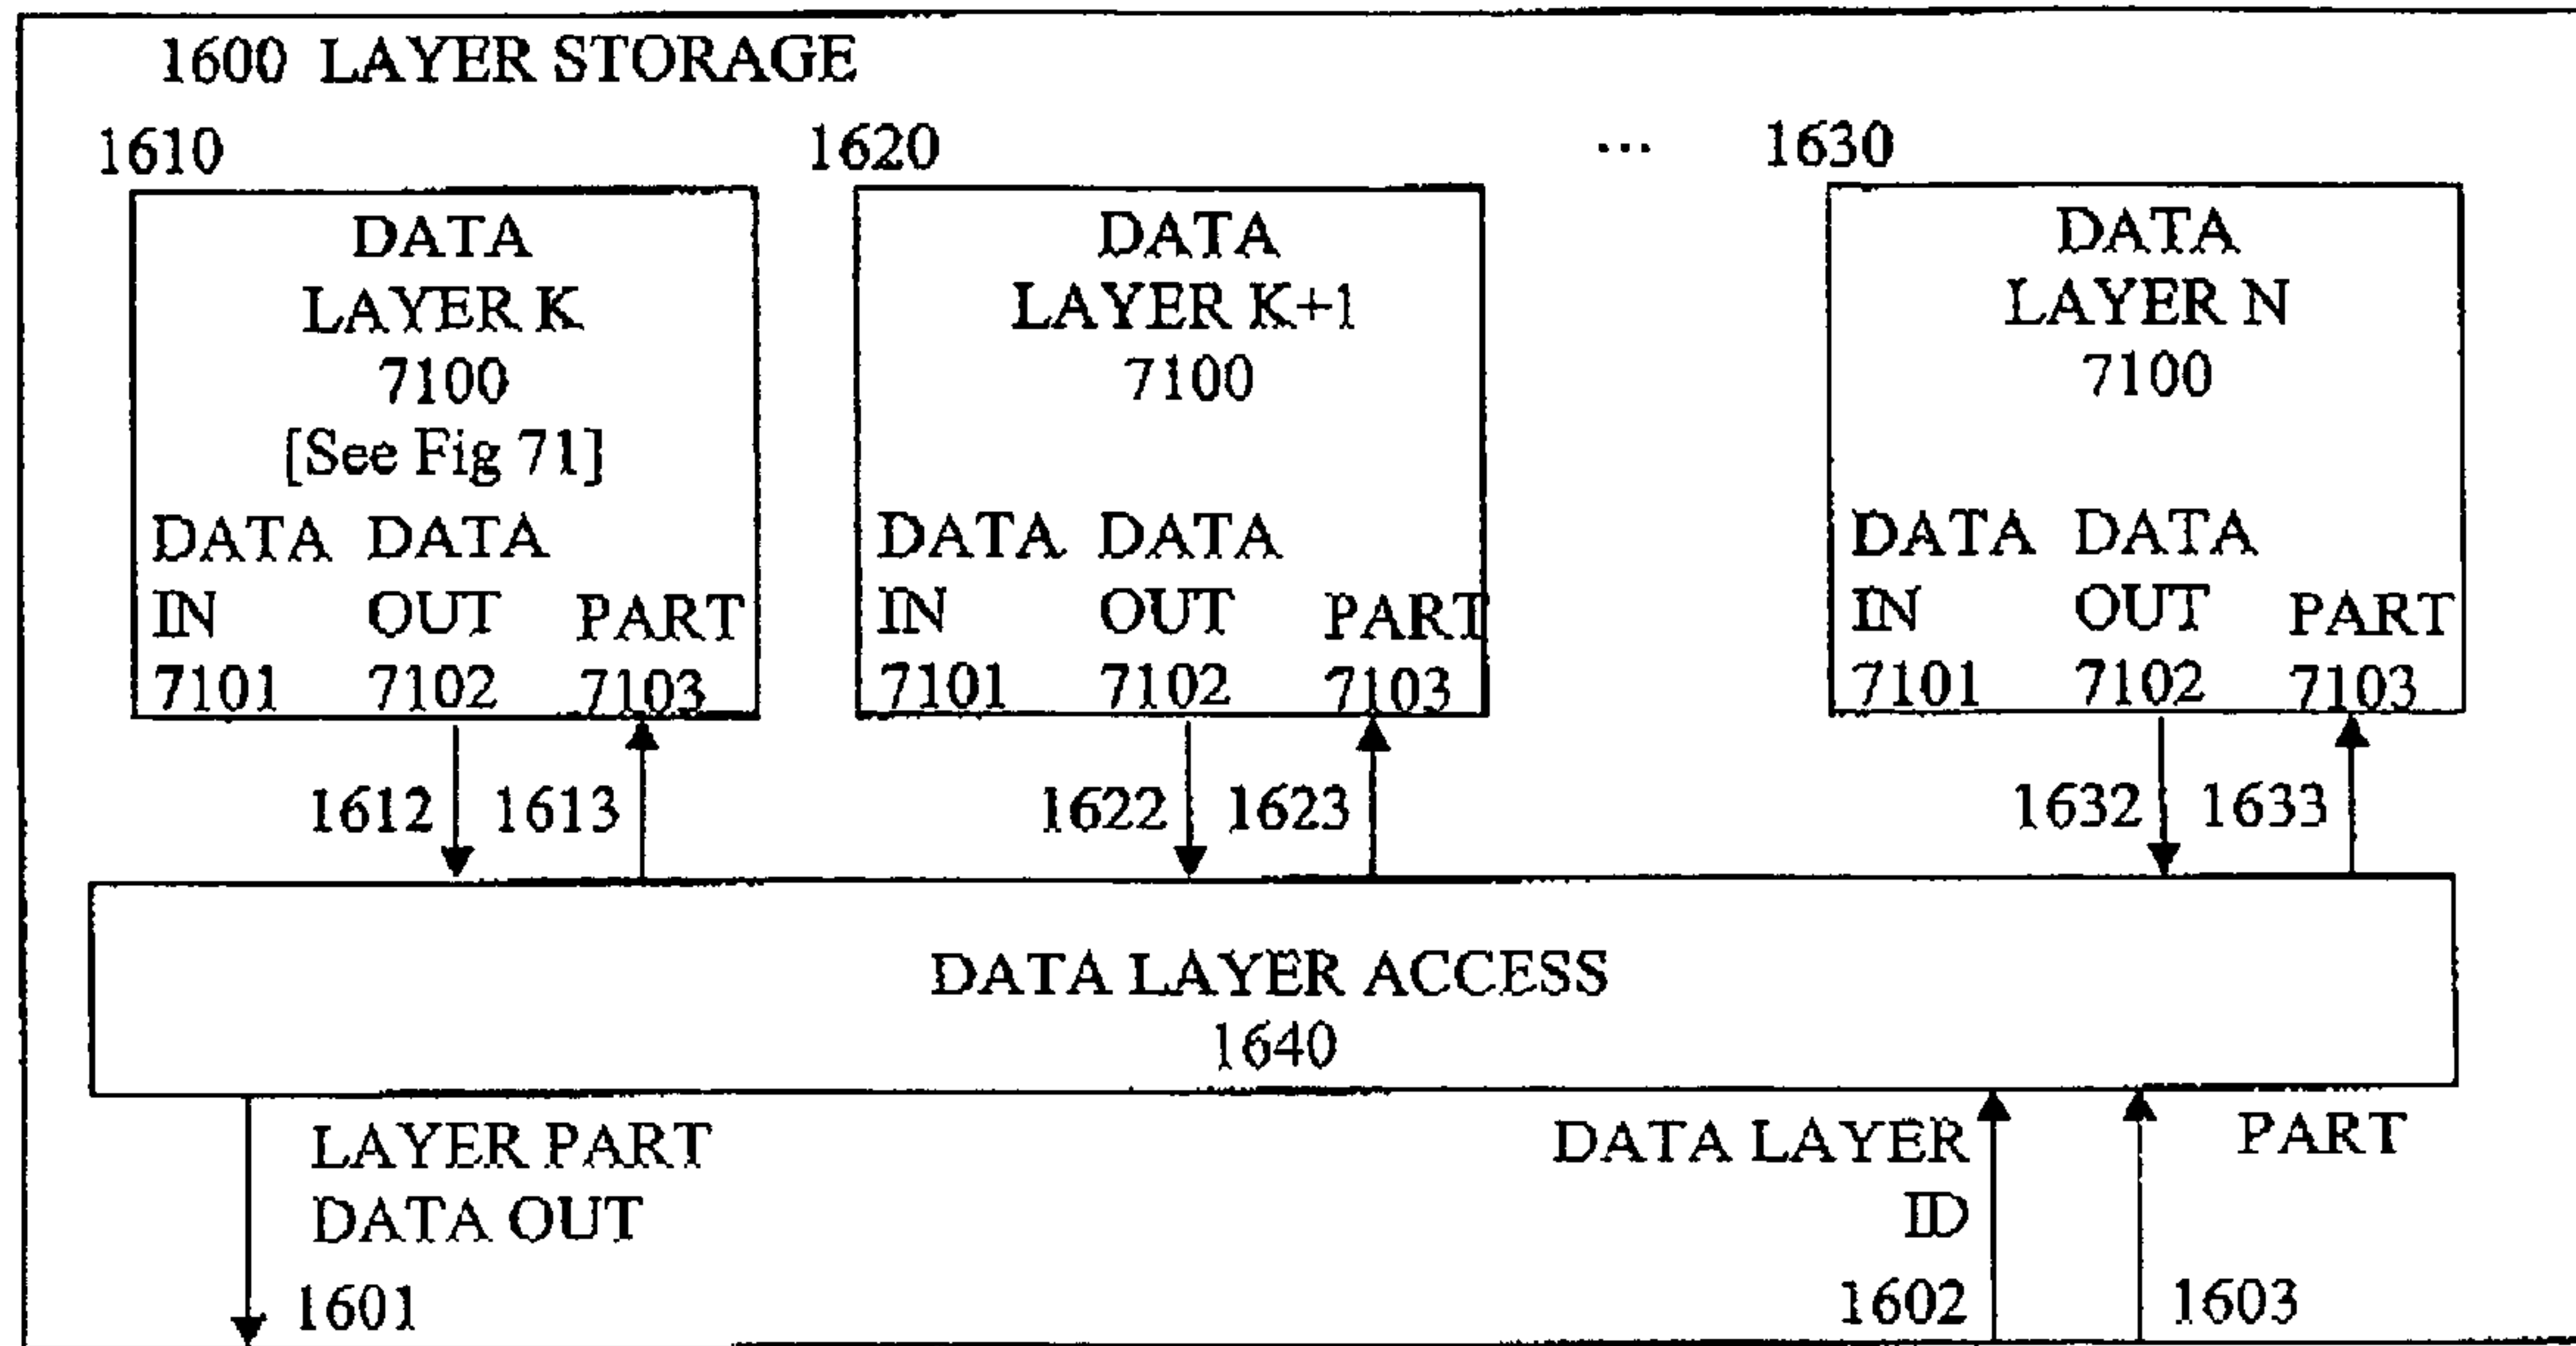 1600 LAYER STORAGE
1610
1620
...
1630
DATA
LAYER K
7100
[See Fig 71]
DATA DATA
IN OUT PART
7101 7102 7103
DATA
LAYER K+1
7100
DATA DATA
IN OUT PART
7101 7102 7103
DATA
LAYER N
7100
DATA DATA
IN OUT PART
7101 7102 7103
1612 1613
1622 1623
1632 1633
DATA LAYER ACCESS
1640
LAYER PART
DATA OUT
1601
DATA LAYER
ID
1602
PART
1603